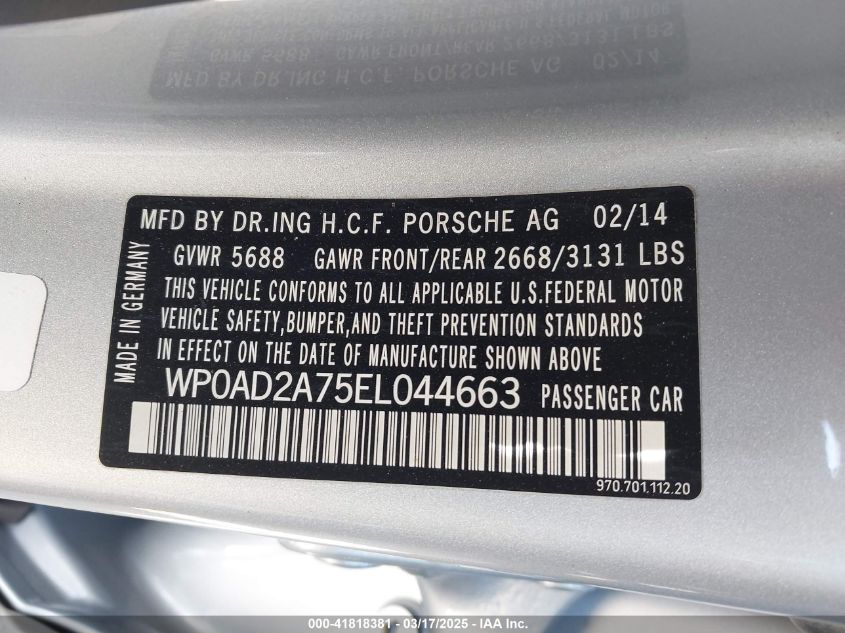 MFD BY DR.ING H.C.F. PORSCHE AG 02/14
GVWR 5688 GAWR FRONT/REAR 2668/3131 LBS
THIS VEHICLE CONFORMS TO ALL APPLICABLE U.S.FEDERAL MOTOR
VEHICLE SAFETY,BUMPER,AND THEFT PREVENTION STANDARDS
IN EFFECT ON THE DATE OF MANUFACTURE SHOWN ABOVE
WP0AD2A75EL044663 PASSENGER CAR
MADE IN GERMANY
970.701.112.20
000-41818381 - 03/17/2025 - IAA Inc.